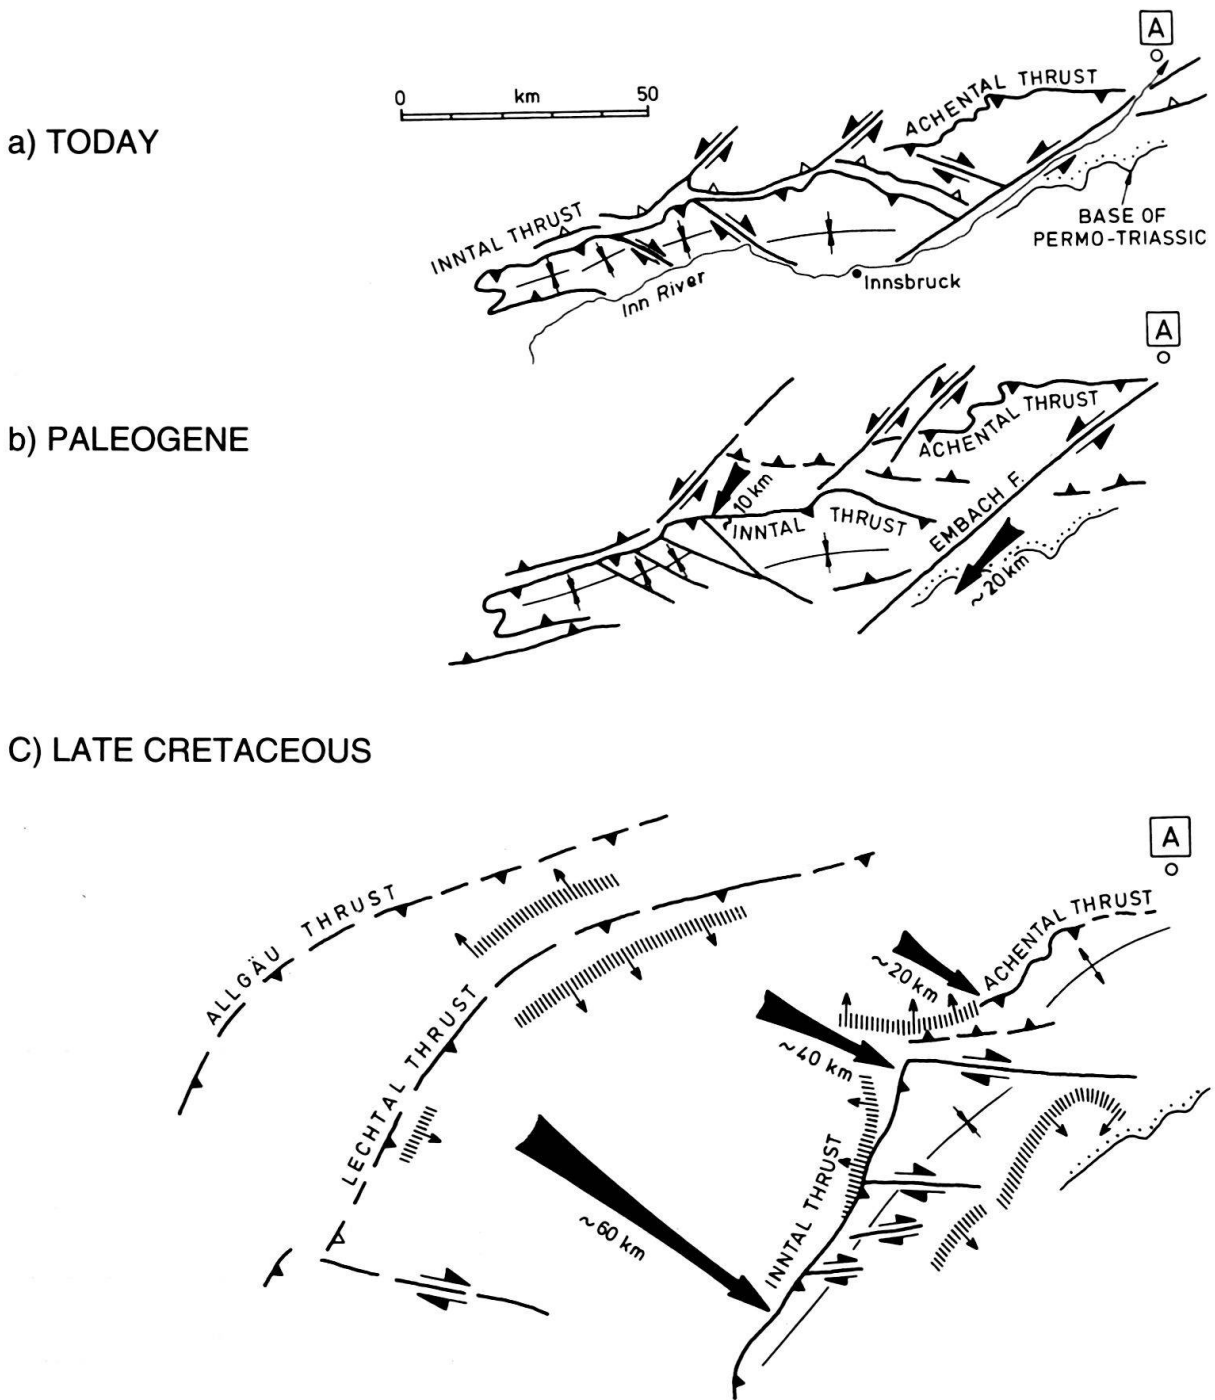 A
0 km 50
ACHENTAL THRUST
a) TODAY
INNTAL THRUST
BASE OF
PERMO-TRIASSIC
Innsbruck
Inn River
A
b) PALEOGENE
ACHENTAL THRUST
~10 km
INNTAL THRUST
EMBACH F.
~20km
C) LATE CRETACEOUS
A
ALLGÄU THRUST
LECHTAL THRUST
ACHENTAL THRUST
~20 km
~40 km
INNTAL THRUST
~60 km